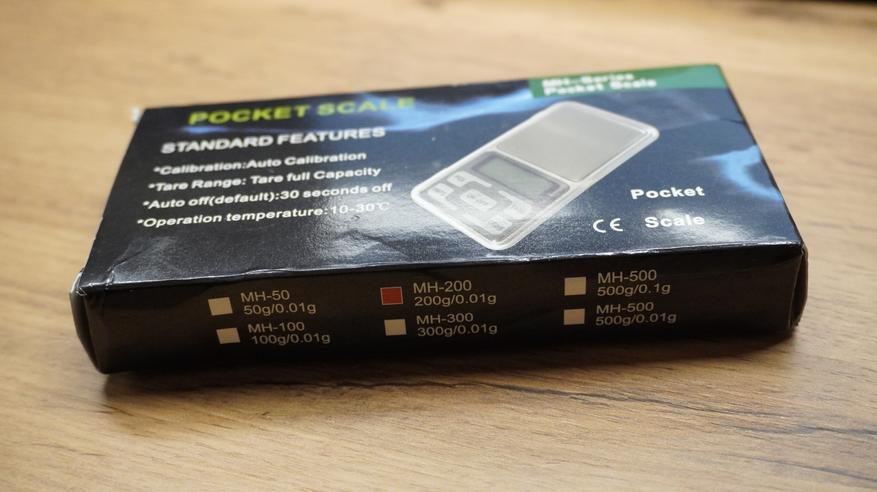 MH-Series
Pocket Scale
POCKET SCALE
STANDARD FEATURES
*Calibration:Auto Calibration
*Tare Range: Tare full Capacity
*Auto off(default):30 seconds off
*Operation temperature:10-30℃
Pocket
CE Scale
MH-50
50g/0.01g
MH-200
200g/0.01g
MH-500
500g/0.1g
MH-100
100g/0.01g
MH-300
300g/0.01g
MH-500
500g/0.01g